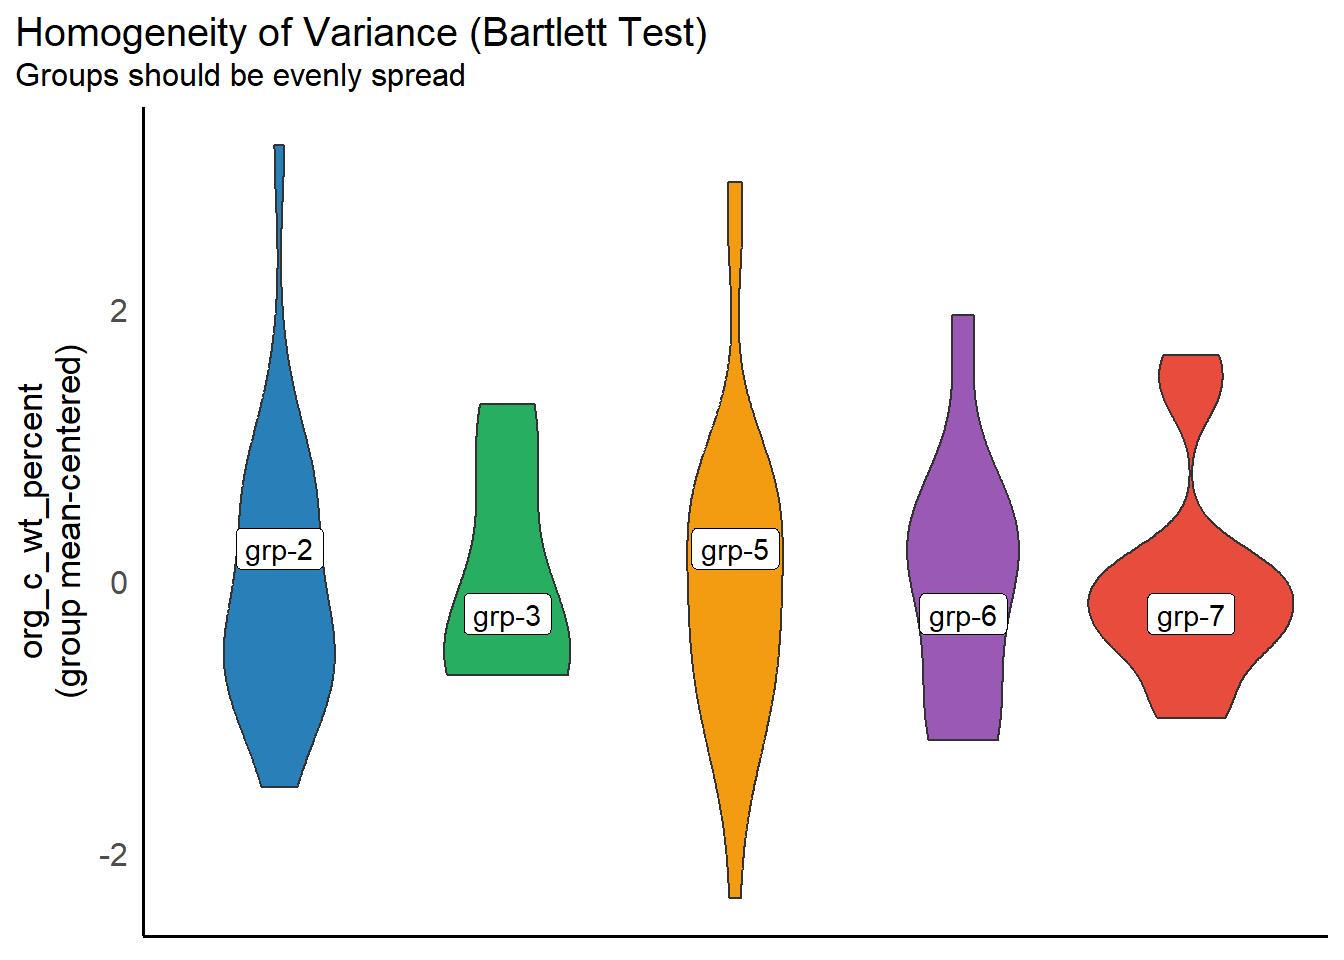 Homogeneity of Variance (Bartlett Test)
Groups should be evenly spread
org_c_wt_percent
(group mean-centered)
2
0
-2
grp-2
grp-3
grp-5
grp-6
grp-7